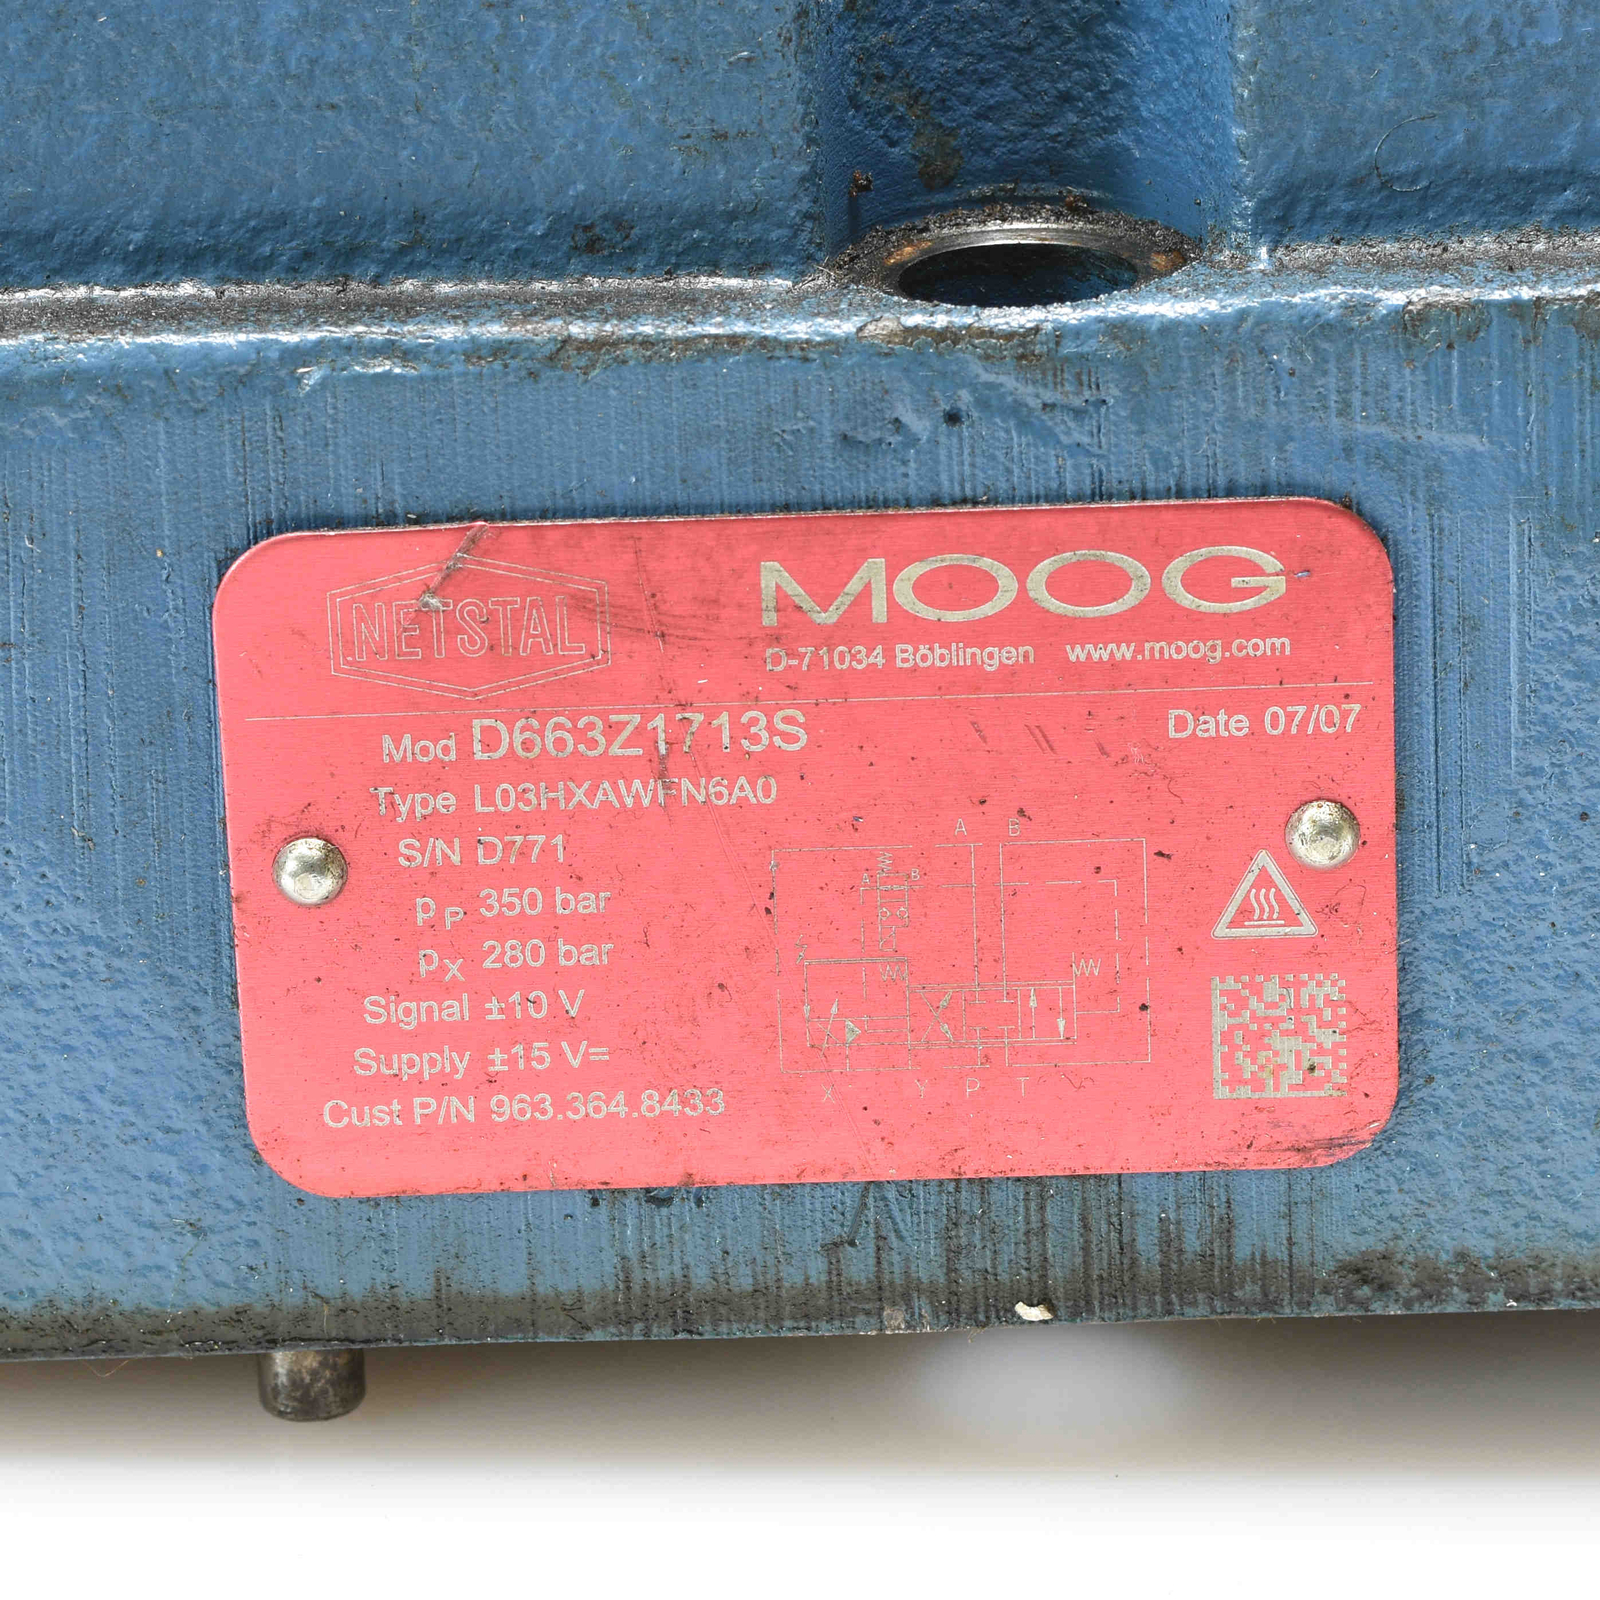 NETSTAL
MOOG
D-71034 Böblingen www.moog.com
Mod D663Z1713S
Date 07/07
Type L03HXAWFN6A0
S/N D771
pP 350 bar
pX 280 bar
Signal ±10 V
Supply ±15 V=
Cust P/N 963.364.8433
A B
A B
X Y P T